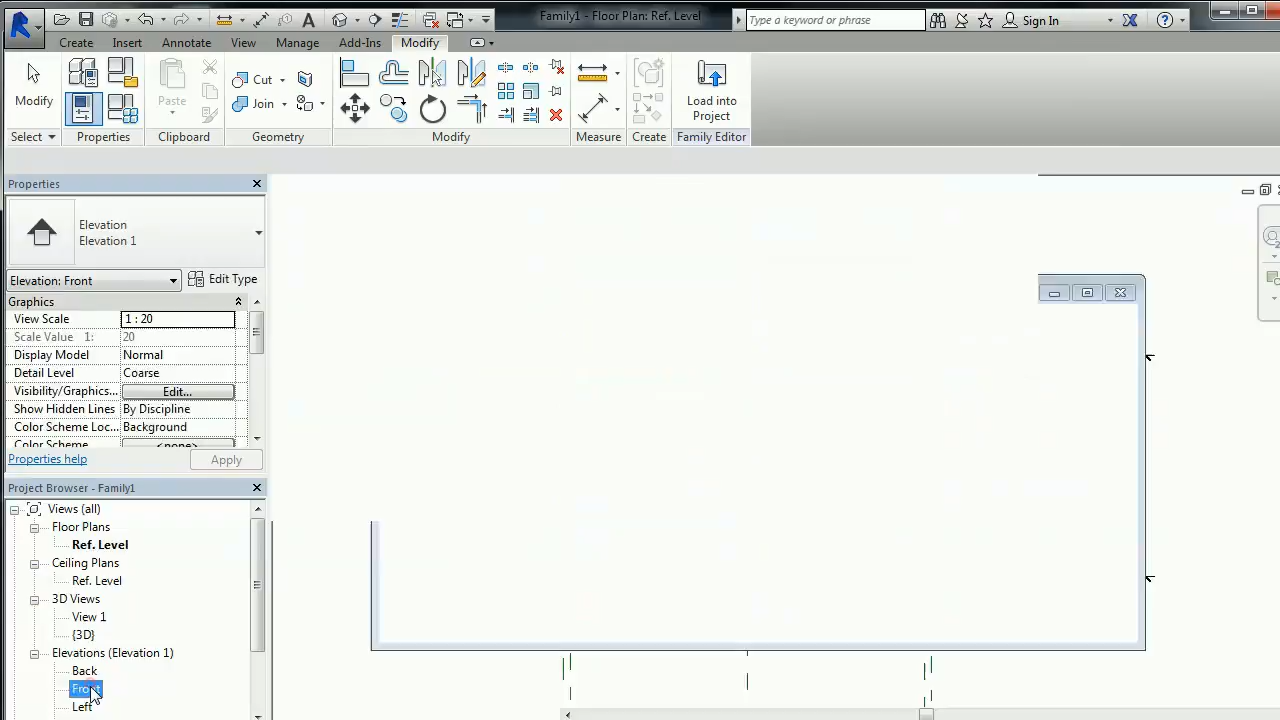 Family1 - Floor Plan: Ref. Level
Type a keyword or phrase
Sign In
Create Insert Annotate View Manage Add-Ins Modify
Modify
Paste
Cut
Join
Load into
Project
Select
Properties
Clipboard
Geometry
Modify
Measure
Create
Family Editor
Properties
Elevation
Elevation 1
Elevation: Front
Edit Type
Graphics
View Scale 1 : 20
Scale Value 1: 20
Display Model Normal
Detail Level Coarse
Visibility/Graphics... Edit...
Show Hidden Lines By Discipline
Color Scheme Loc... Background
Color Scheme <none>
Properties help
Apply
Project Browser - Family1
Views (all)
Floor Plans
Ref. Level
Ceiling Plans
Ref. Level
3D Views
View 1
{3D}
Elevations (Elevation 1)
Back
Front
Left